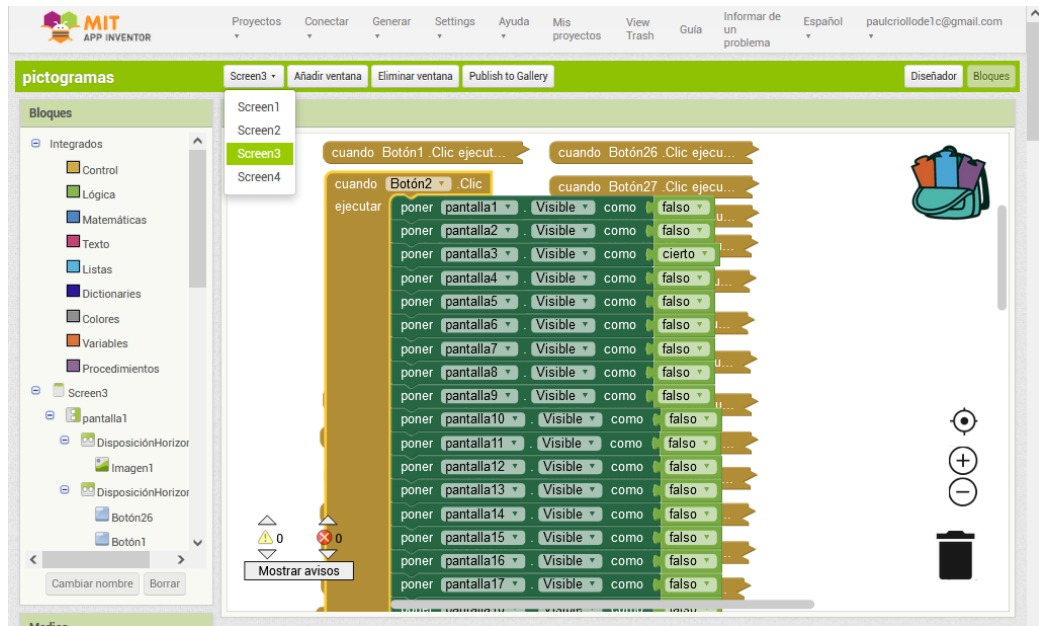 MIT
APP INVENTOR
Proyectos
Conectar
Generar
Settings
Ayuda
Mis proyectos
View Trash
Guía
Informar de un problema
Español
paulcriollode1c@gmail.com
pictogramas
Screen3
Añadir ventana
Eliminar ventana
Publish to Gallery
Diseñador
Bloques
Screen1
Screen2
Screen3
Screen4
Bloques
Integrados
Control
Lógica
Matemáticas
Texto
Listas
Dictionaries
Colores
Variables
Procedimientos
Screen3
pantalla1
DisposiciónHorizor
Imagen1
DisposiciónHorizor
Botón26
Botón1
Cambiar nombre
Borrar
cuando Botón1 .Clic ejecut...
cuando Botón26 .Clic ejecu...
cuando Botón2 .Clic
cuando Botón27 .Clic ejecu...
ejecutar
poner pantalla1 . Visible como falso
poner pantalla2 . Visible como falso
poner pantalla3 . Visible como cierto
poner pantalla4 . Visible como falso
poner pantalla5 . Visible como falso
poner pantalla6 . Visible como falso
poner pantalla7 . Visible como falso
poner pantalla8 . Visible como falso
poner pantalla9 . Visible como falso
poner pantalla10 . Visible como falso
poner pantalla11 . Visible como falso
poner pantalla12 . Visible como falso
poner pantalla13 . Visible como falso
poner pantalla14 . Visible como falso
poner pantalla15 . Visible como falso
poner pantalla16 . Visible como falso
poner pantalla17 . Visible como falso
0
0
Mostrar avisos